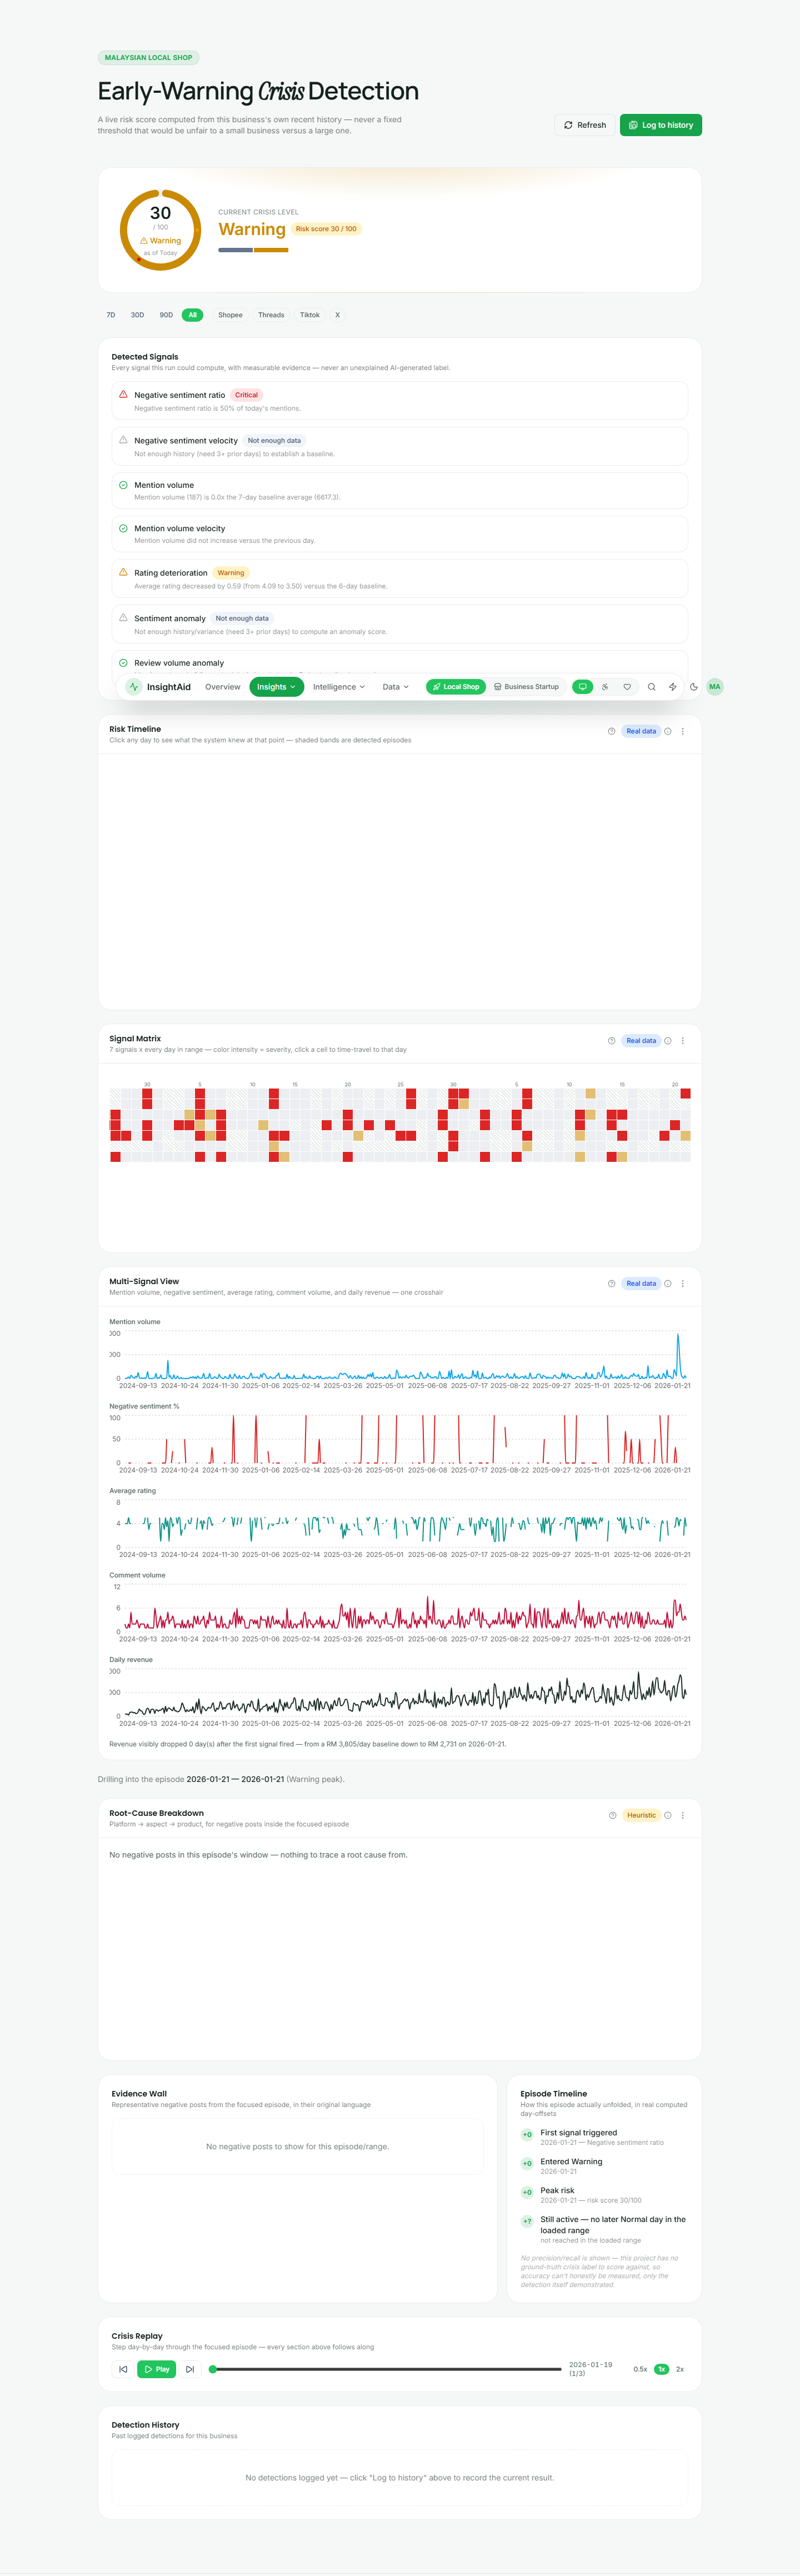 MALAYSIAN LOCAL SHOP
Early-Warning Crisis Detection
A live risk score computed from this business's own recent history — never a fixed
threshold that would be unfair to a small business versus a large one.
Refresh
Log to history
30
/ 100
Warning
as of Today
CURRENT CRISIS LEVEL
Warning Risk score 30 / 100
7D 30D 90D All Shopee Threads Tiktok X
Detected Signals
Every signal this run could compute, with measurable evidence — never an unexplained AI-generated label.
Negative sentiment ratio Critical
Negative sentiment ratio is 50% of today's mentions.
Negative sentiment velocity Not enough data
Not enough history (need 3+ prior days) to establish a baseline.
Mention volume
Mention volume (187) is 0.0x the 7-day baseline average (6617.3).
Mention volume velocity
Mention volume did not increase versus the previous day.
Rating deterioration Warning
Average rating decreased by 0.59 (from 4.09 to 3.50) versus the 6-day baseline.
Sentiment anomaly Not enough data
Not enough history/variance (need 3+ prior days) to compute an anomaly score.
Review volume anomaly
InsightAid Overview Insights Intelligence Data Local Shop Business Startup MA
Risk Timeline
Click any day to see what the system knew at that point — shaded bands are detected episodes
Real data
Signal Matrix
7 signals x every day in range — color intensity = severity, click a cell to time-travel to that day
Real data
30 5 10 15 20 25 30 5 10 15 20
Multi-Signal View
Mention volume, negative sentiment, average rating, comment volume, and daily revenue — one crosshair
Real data
Mention volume
000
000
0
2024-09-13 2024-10-24 2024-11-30 2025-01-06 2025-02-14 2025-03-26 2025-05-01 2025-06-08 2025-07-17 2025-08-22 2025-09-27 2025-11-01 2025-12-06 2026-01-21
Negative sentiment %
100
50
0
2024-09-13 2024-10-24 2024-11-30 2025-01-06 2025-02-14 2025-03-26 2025-05-01 2025-06-08 2025-07-17 2025-08-22 2025-09-27 2025-11-01 2025-12-06 2026-01-21
Average rating
8
4
0
2024-09-13 2024-10-24 2024-11-30 2025-01-06 2025-02-14 2025-03-26 2025-05-01 2025-06-08 2025-07-17 2025-08-22 2025-09-27 2025-11-01 2025-12-06 2026-01-21
Comment volume
12
6
0
2024-09-13 2024-10-24 2024-11-30 2025-01-06 2025-02-14 2025-03-26 2025-05-01 2025-06-08 2025-07-17 2025-08-22 2025-09-27 2025-11-01 2025-12-06 2026-01-21
Daily revenue
000
000
0
2024-09-13 2024-10-24 2024-11-30 2025-01-06 2025-02-14 2025-03-26 2025-05-01 2025-06-08 2025-07-17 2025-08-22 2025-09-27 2025-11-01 2025-12-06 2026-01-21
Revenue visibly dropped 0 day(s) after the first signal fired — from a RM 3,805/day baseline down to RM 2,731 on 2026-01-21.
Drilling into the episode 2026-01-21 — 2026-01-21 (Warning peak).
Root-Cause Breakdown
Platform → aspect → product, for negative posts inside the focused episode
Heuristic
No negative posts in this episode's window — nothing to trace a root cause from.
Evidence Wall
Representative negative posts from the focused episode, in their original language
No negative posts to show for this episode/range.
Episode Timeline
How this episode actually unfolded, in real computed
day-offsets
+0 First signal triggered
2026-01-21 — Negative sentiment ratio
+0 Entered Warning
2026-01-21
+0 Peak risk
2026-01-21 — risk score 30/100
+? Still active — no later Normal day in the
loaded range
not reached in the loaded range
No precision/recall is shown — this project has no
ground-truth crisis label to score against, so
accuracy can't honestly be measured, only the
detection itself demonstrated.
Crisis Replay
Step day-by-day through the focused episode — every section above follows along
Play
2026-01-19
(1/3)
0.5x 1x 2x
Detection History
Past logged detections for this business
No detections logged yet — click "Log to history" above to record the current result.